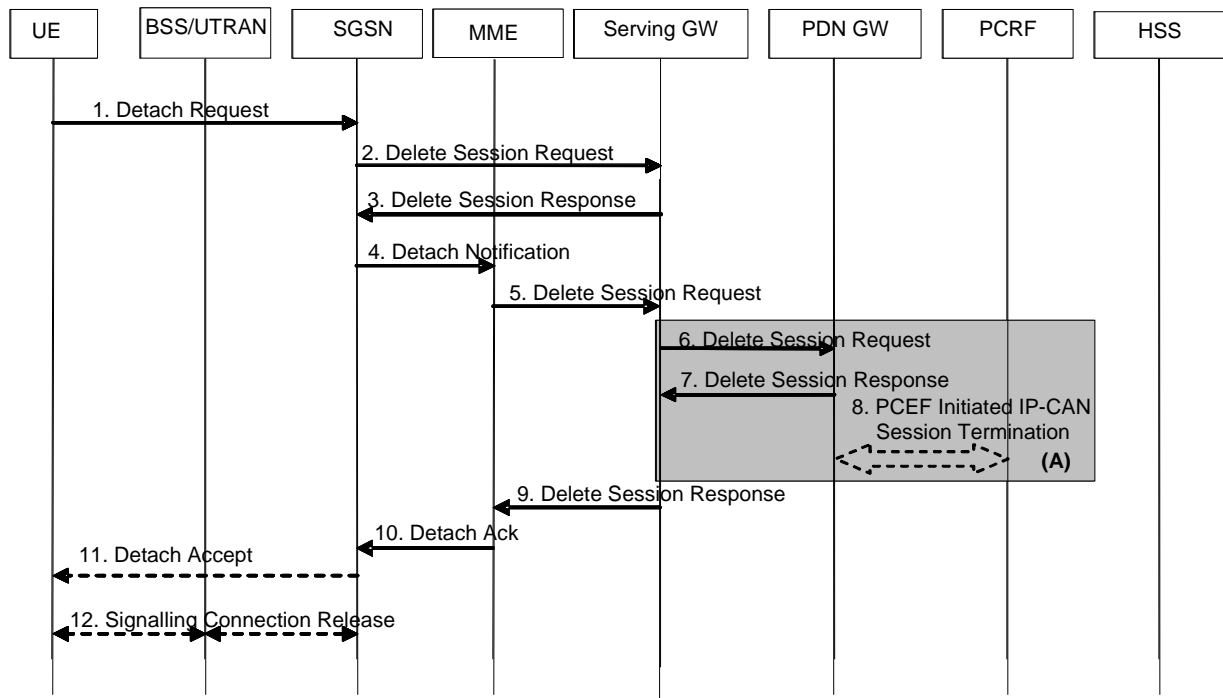 UE
BSS/UTRAN
SGSN
MME
Serving GW
PDN GW
PCRF
HSS
1. Detach Request
2. Delete Session Request
3. Delete Session Response
4. Detach Notification
5. Delete Session Request
6. Delete Session Request
7. Delete Session Response
8. PCEF Initiated IP-CAN
Session Termination
(A)
9. Delete Session Response
10. Detach Ack
11. Detach Accept
12. Signalling Connection Release